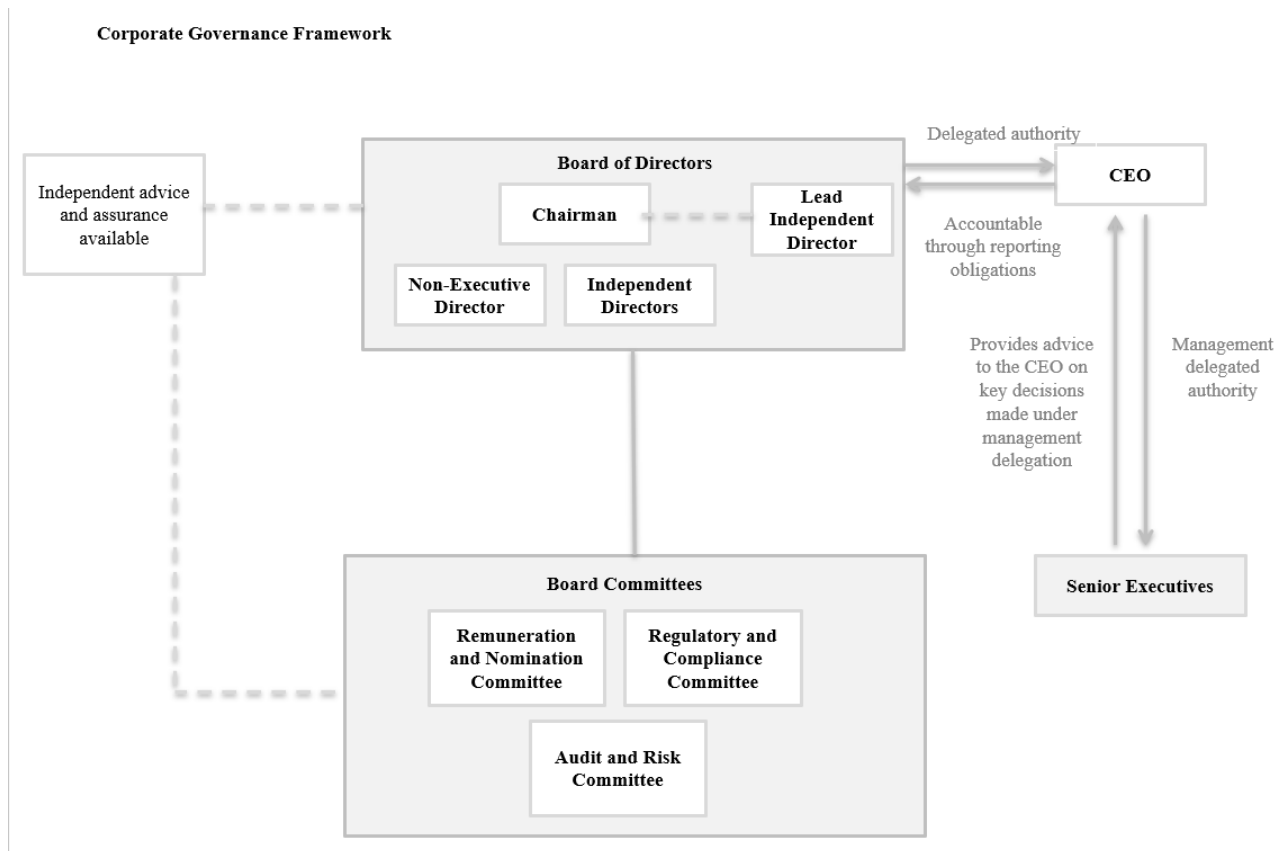 Corporate Governance Framework
Independent advice
and assurance
available
Board of Directors
Chairman
Lead
Independent
Director
Non-Executive
Director
Independent
Directors
Delegated authority
CEO
Accountable
through reporting
obligations
Provides advice
to the CEO on
key decisions
made under
management
delegation
Management
delegated
authority
Senior Executives
Board Committees
Remuneration
and Nomination
Committee
Regulatory and
Compliance
Committee
Audit and Risk
Committee